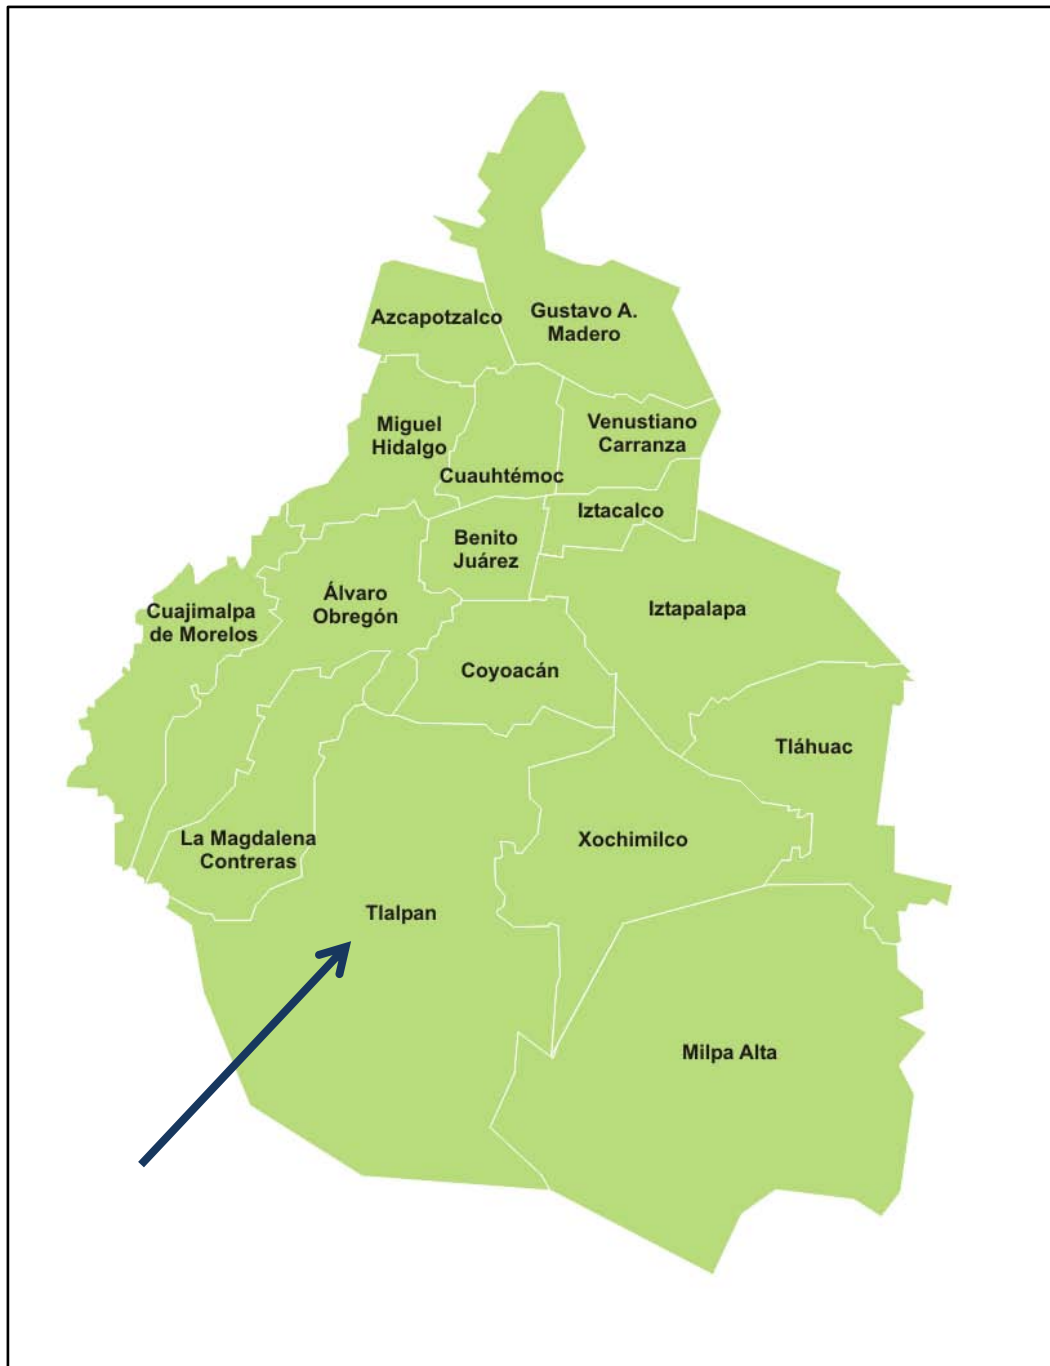 Azcapotzalco
Gustavo A.
Madero
Miguel
Hidalgo
Venustiano
Carranza
Cuauhtémoc
Iztacalco
Benito
Juárez
Cuajimalpa
de Morelos
Álvaro
Obregón
Iztapalapa
Coyoacán
Tláhuac
La Magdalena
Contreras
Xochimilco
Tlalpan
Milpa Alta